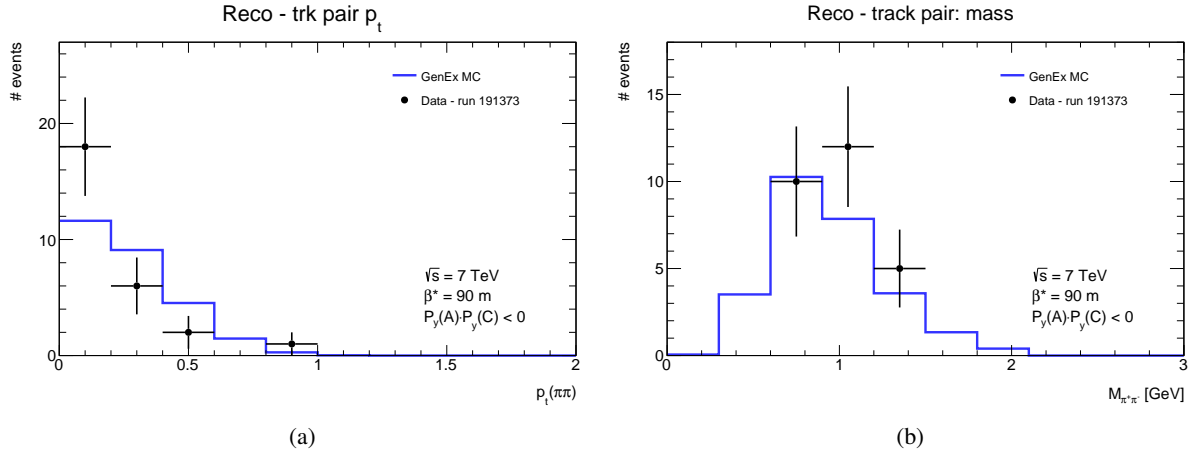 Reco - trk pair p_t
# events
20
10
0
GenEx MC
Data - run 191373
√s = 7 TeV
β* = 90 m
P_y(A)·P_y(C) < 0
0 0.5 1 1.5 2
p_t(ππ)
(a)
Reco - track pair: mass
# events
15
10
5
0
GenEx MC
Data - run 191373
√s = 7 TeV
β* = 90 m
P_y(A)·P_y(C) < 0
0 1 2 3
M_π⁺π⁻ [GeV]
(b)